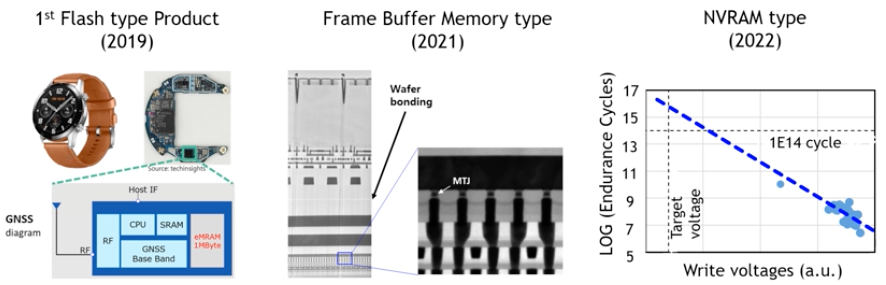 1st Flash type Product
(2019)
Source: techinsights
Host IF
GNSS
diagram
RF
RF
CPU
SRAM
GNSS
Base Band
eMRAM
1MByte
Frame Buffer Memory type
(2021)
Wafer
bonding
MTJ
NVRAM type
(2022)
LOG (Endurance Cycles)
17
15
13
11
9
7
5
1E14 cycle
Target
voltage
Write voltages (a.u.)